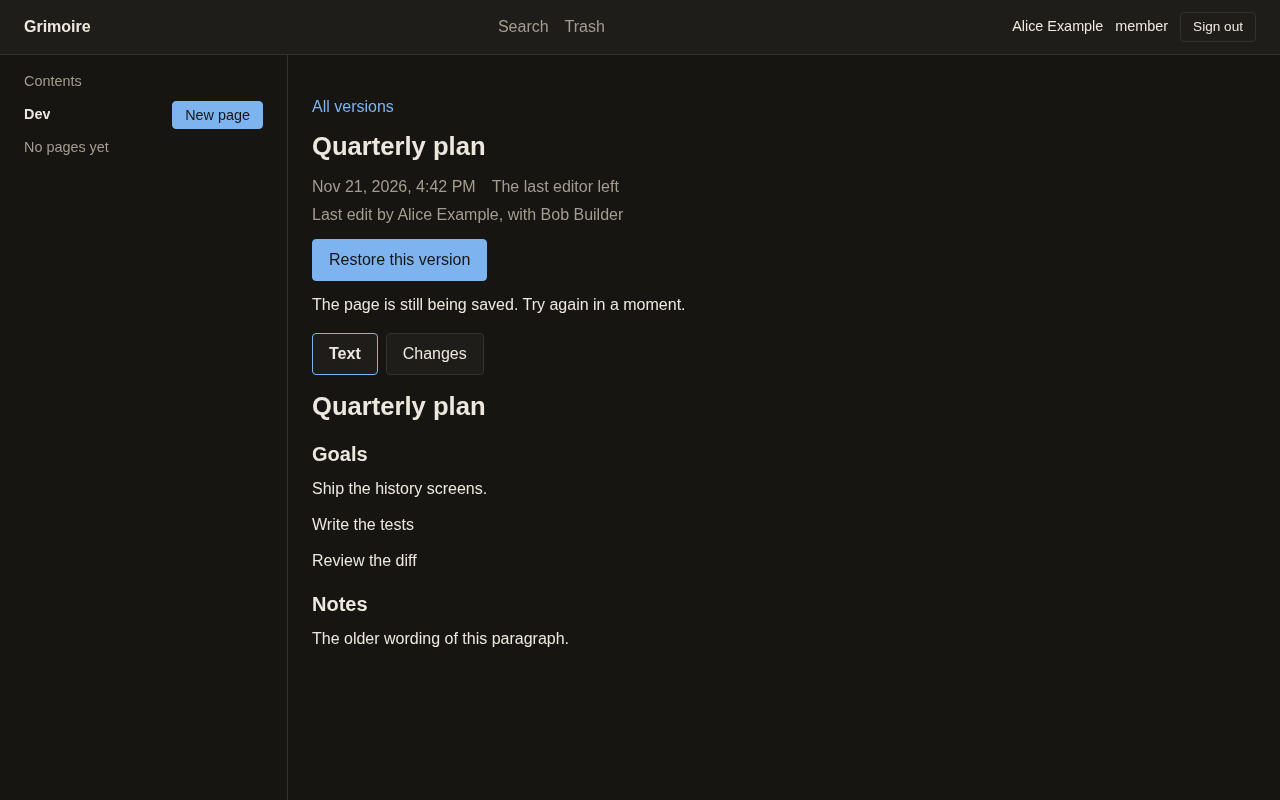 Grimoire
Search Trash
Alice Example member Sign out
Contents
Dev New page
No pages yet
All versions
Quarterly plan
Nov 21, 2026, 4:42 PM The last editor left
Last edit by Alice Example, with Bob Builder
Restore this version
The page is still being saved. Try again in a moment.
Text Changes
Quarterly plan
Goals
Ship the history screens.
Write the tests
Review the diff
Notes
The older wording of this paragraph.